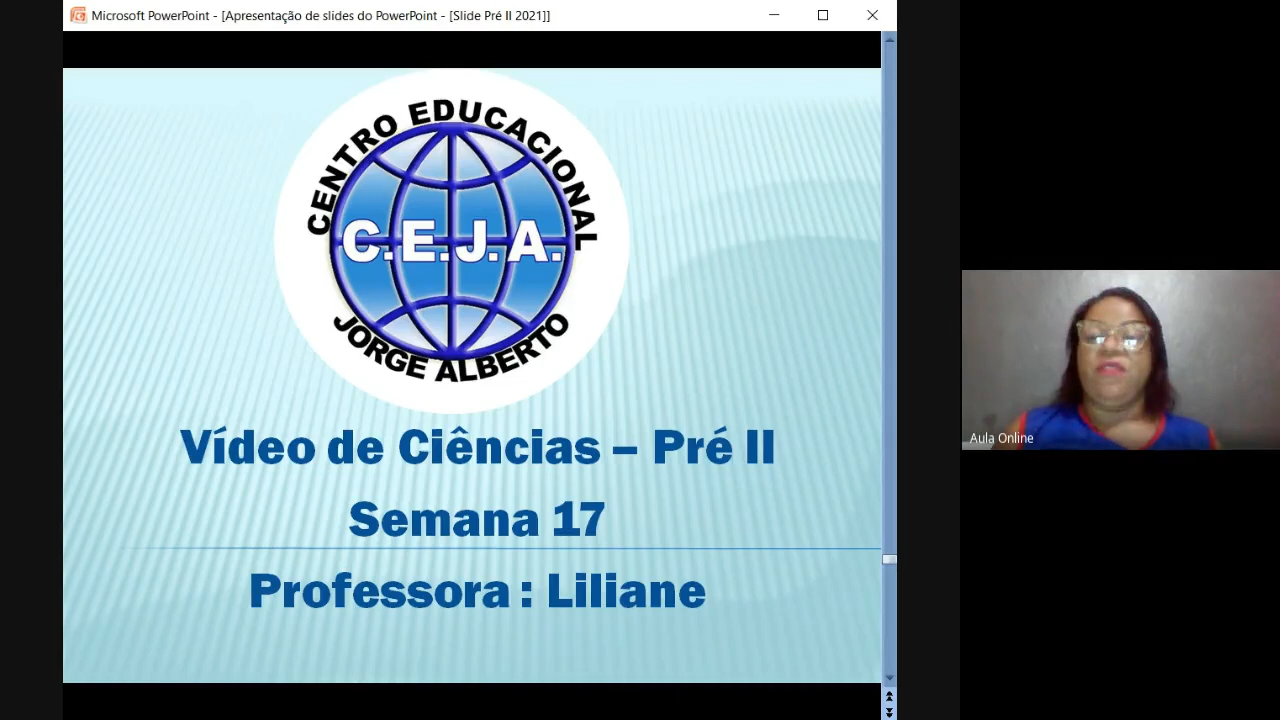 Microsoft PowerPoint - [Apresentação de slides do PowerPoint - [Slide Pré II 2021]]
CENTRO EDUCACIONAL
C.E.J.A.
JORGE ALBERTO
Vídeo de Ciências – Pré II
Semana 17
Professora : Liliane
Aula Online